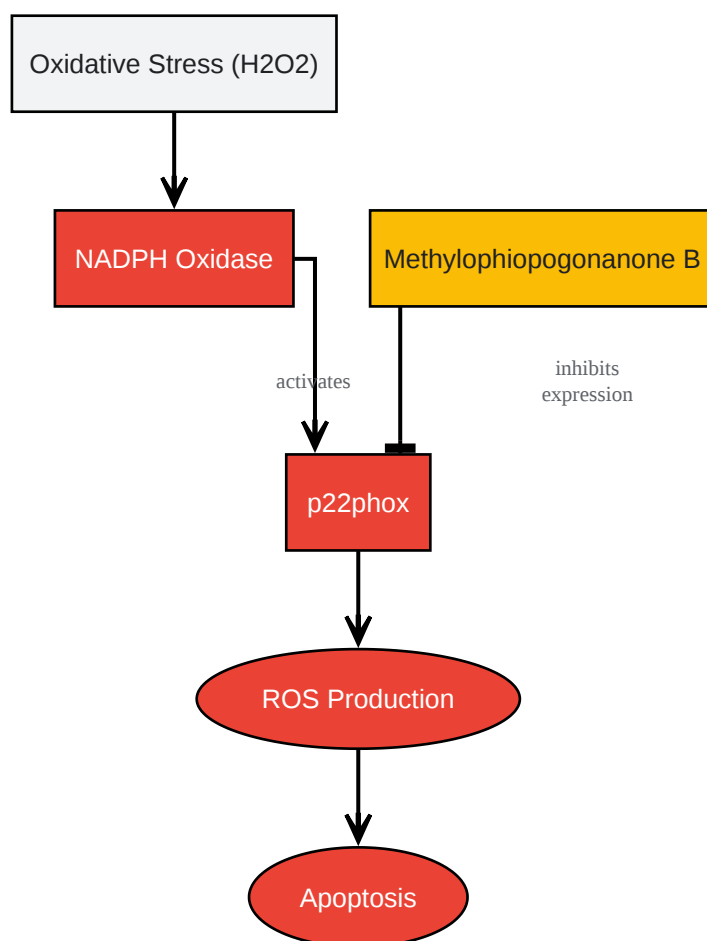 Oxidative Stress (H2O2)
NADPH Oxidase
Methylophiopogonanone B
activates
inhibits
expression
p22phox
ROS Production
Apoptosis